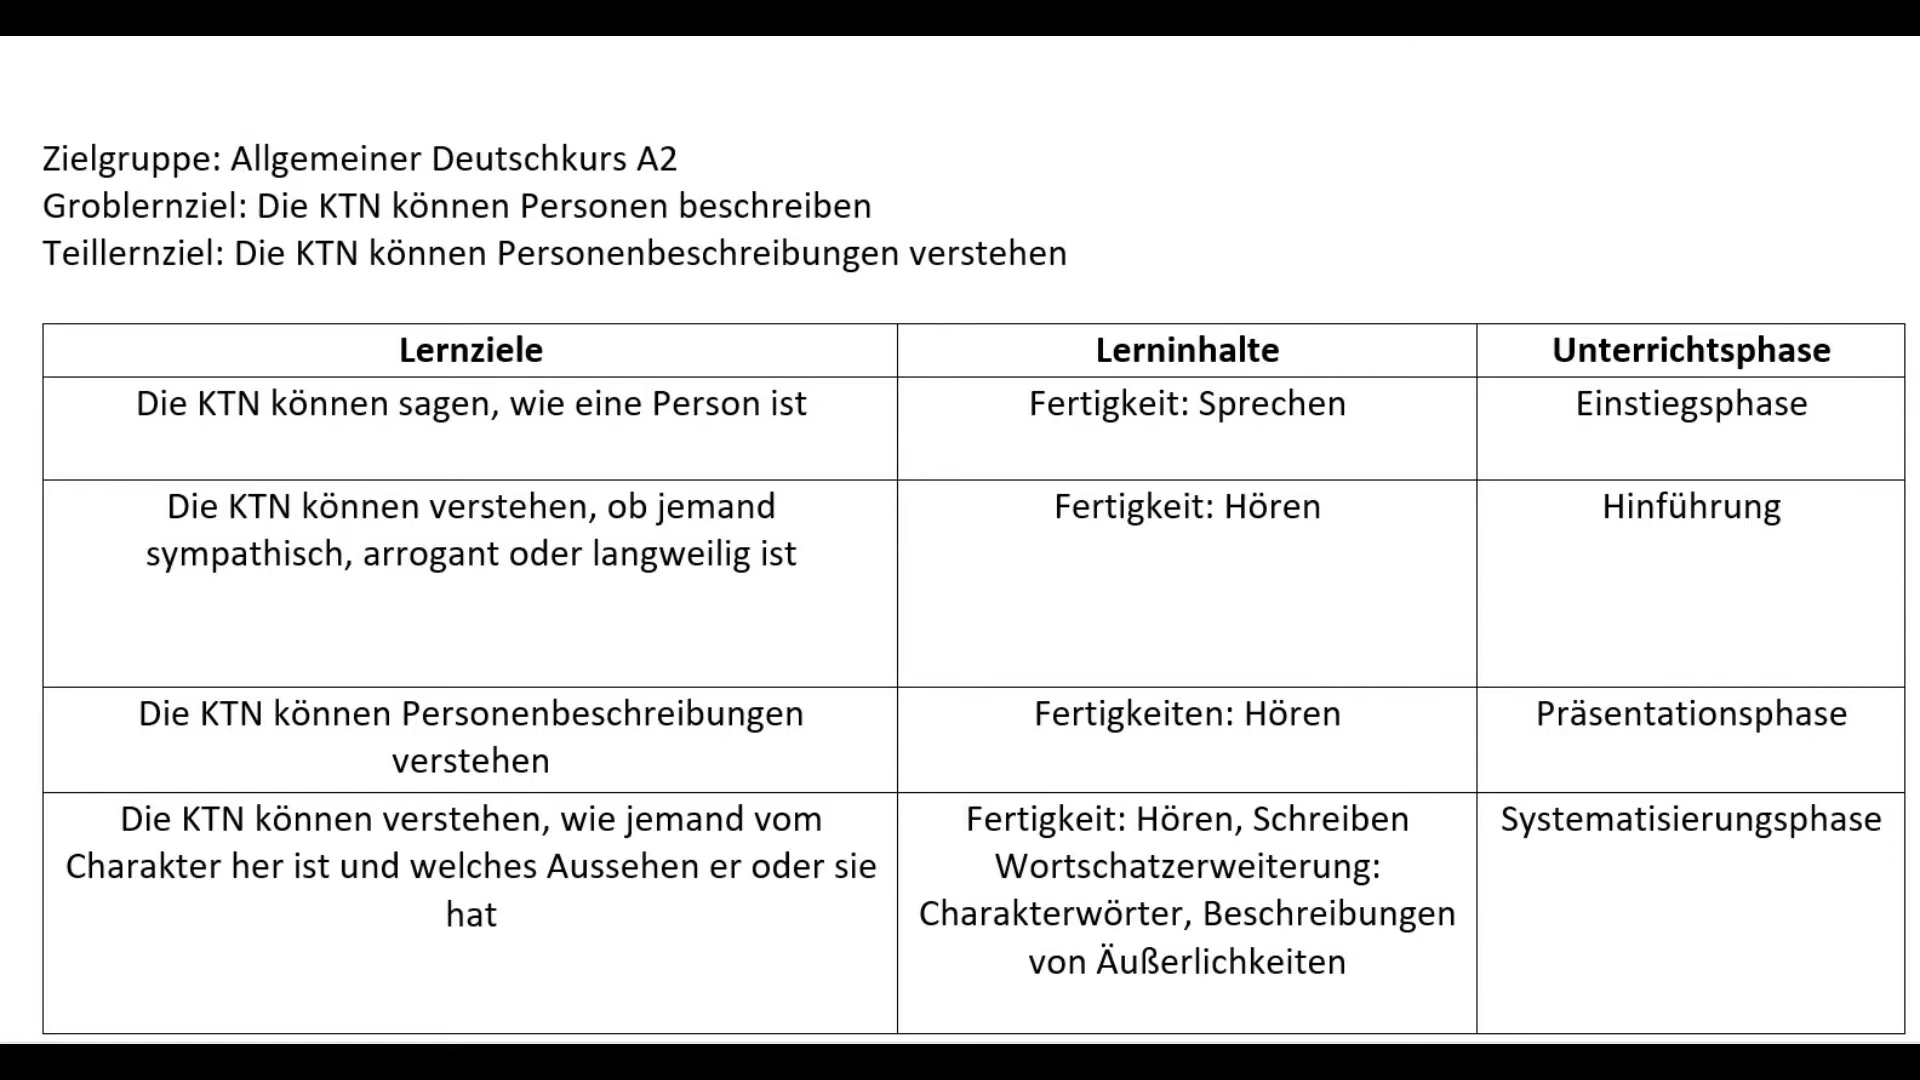 Zielgruppe: Allgemeiner Deutschkurs A2
Groblernziel: Die KTN können Personen beschreiben
Teillernziel: Die KTN können Personenbeschreibungen verstehen
Lernziele
Lerninhalte
Unterrichtsphase
Die KTN können sagen, wie eine Person ist
Fertigkeit: Sprechen
Einstiegsphase
Die KTN können verstehen, ob jemand
sympathisch, arrogant oder langweilig ist
Fertigkeit: Hören
Hinführung
Die KTN können Personenbeschreibungen
verstehen
Fertigkeiten: Hören
Präsentationsphase
Die KTN können verstehen, wie jemand vom
Charakter her ist und welches Aussehen er oder sie
hat
Fertigkeit: Hören, Schreiben
Wortschatzerweiterung:
Charakterwörter, Beschreibungen
von Äußerlichkeiten
Systematisierungsphase